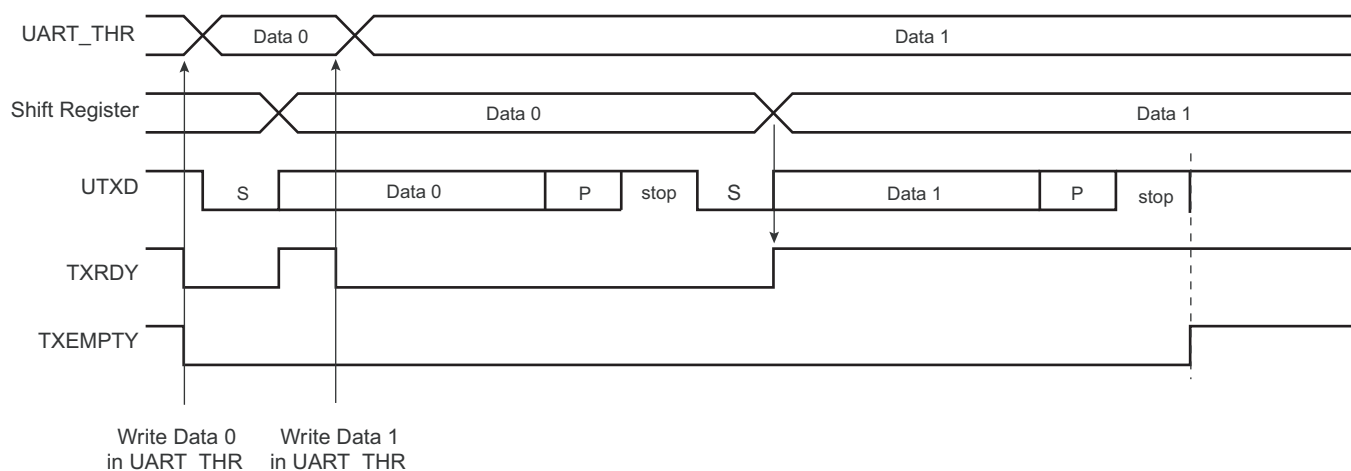 UART_THR
Data 0
Data 1
Shift Register
Data 0
Data 1
UTXD
S
Data 0
P
stop
S
Data 1
P
stop
TXRDY
TXEMPTY
Write Data 0
in UART_THR
Write Data 1
in UART_THR